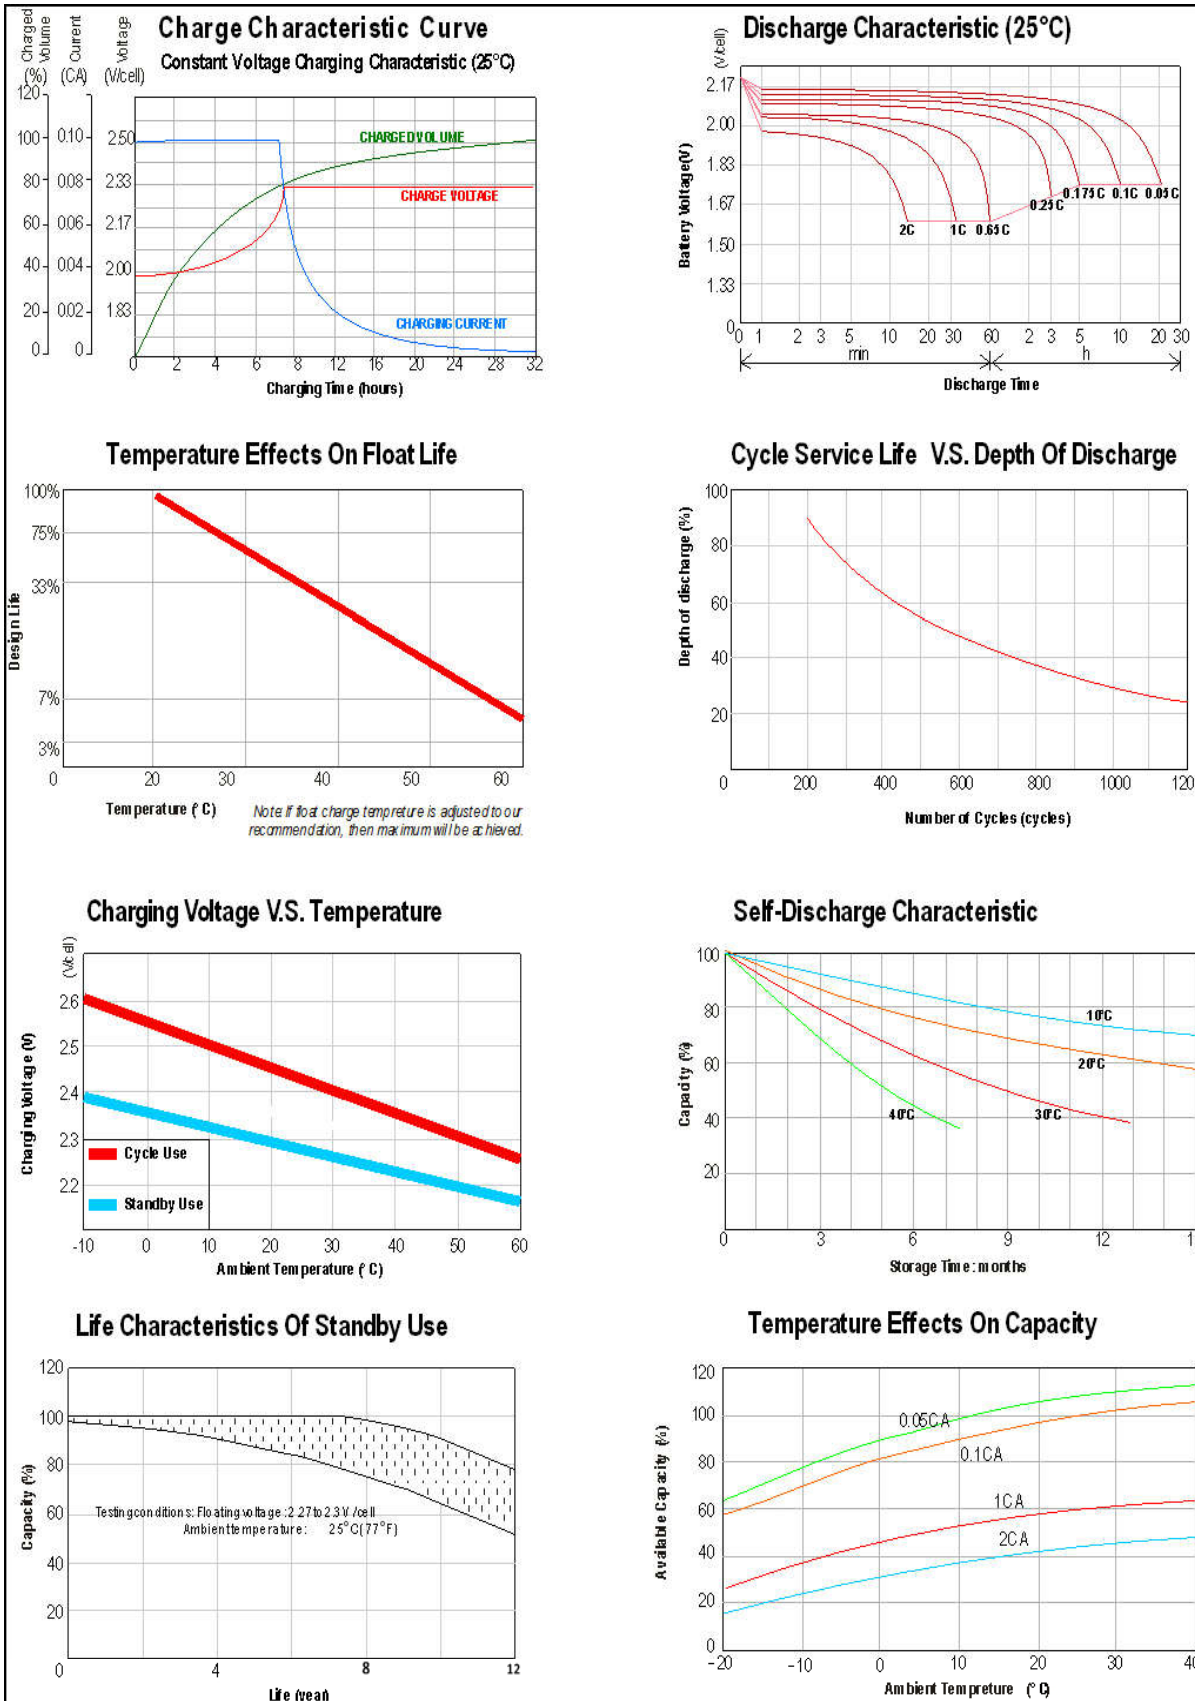 Charge Characteristic Curve
Constant Voltage Charging Characteristic (25°C)
Charged Volume
(%)
Current
(CA)
Voltage
(V/cell)
120
100
80
60
40
20
0
0.10
0.08
0.06
0.04
0.02
0
2.50
2.33
2.17
2.00
1.83
CHARGED VOLUME
CHARGE VOLTAGE
CHARGING CURRENT
0 2 4 6 8 12 16 20 24 28 32
Charging Time (hours)
Discharge Characteristic (25°C)
(V/cell)
Battery Voltage(V)
2.17
2.00
1.83
1.67
1.50
1.33
0
2C 1C 0.65C 0.25C 0.175C 0.1C 0.05C
0 1 2 3 5 10 20 30 60 2 3 5 10 20 30
min h
Discharge Time
Temperature Effects On Float Life
Design Life
100%
75%
33%
7%
3%
0 20 30 40 50 60
Temperature (°C)
Note: If float charge tempreture is adjusted to our
recommendation, then maximum will be achieved.
Cycle Service Life V.S. Depth Of Discharge
Depth of discharge (%)
100
80
60
40
20
0
200 400 600 800 1000 120
Number of Cycles (cycles)
Charging Voltage V.S. Temperature
(V/cell)
Charging Voltage (V)
2.6
2.5
2.4
2.3
2.2
Cycle Use
Standby Use
-10 0 10 20 30 40 50 60
Ambient Temperature (°C)
Self-Discharge Characteristic
Capacity (%)
100
80
60
40
20
0
10°C
20°C
30°C
40°C
3 6 9 12 1
Storage Time: months
Life Characteristics Of Standby Use
Capacity (%)
120
100
80
60
40
20
0 4 8 12
Testing conditions: Floating voltage :2.27 to 2.3 V /cell
Ambient temperature : 25°C(77°F)
Life (year)
Temperature Effects On Capacity
Available Capacity (%)
120
100
80
60
40
20
0
0.05CA
0.1CA
1CA
2CA
-20 -10 0 10 20 30 40
Ambient Tempreture (°C)